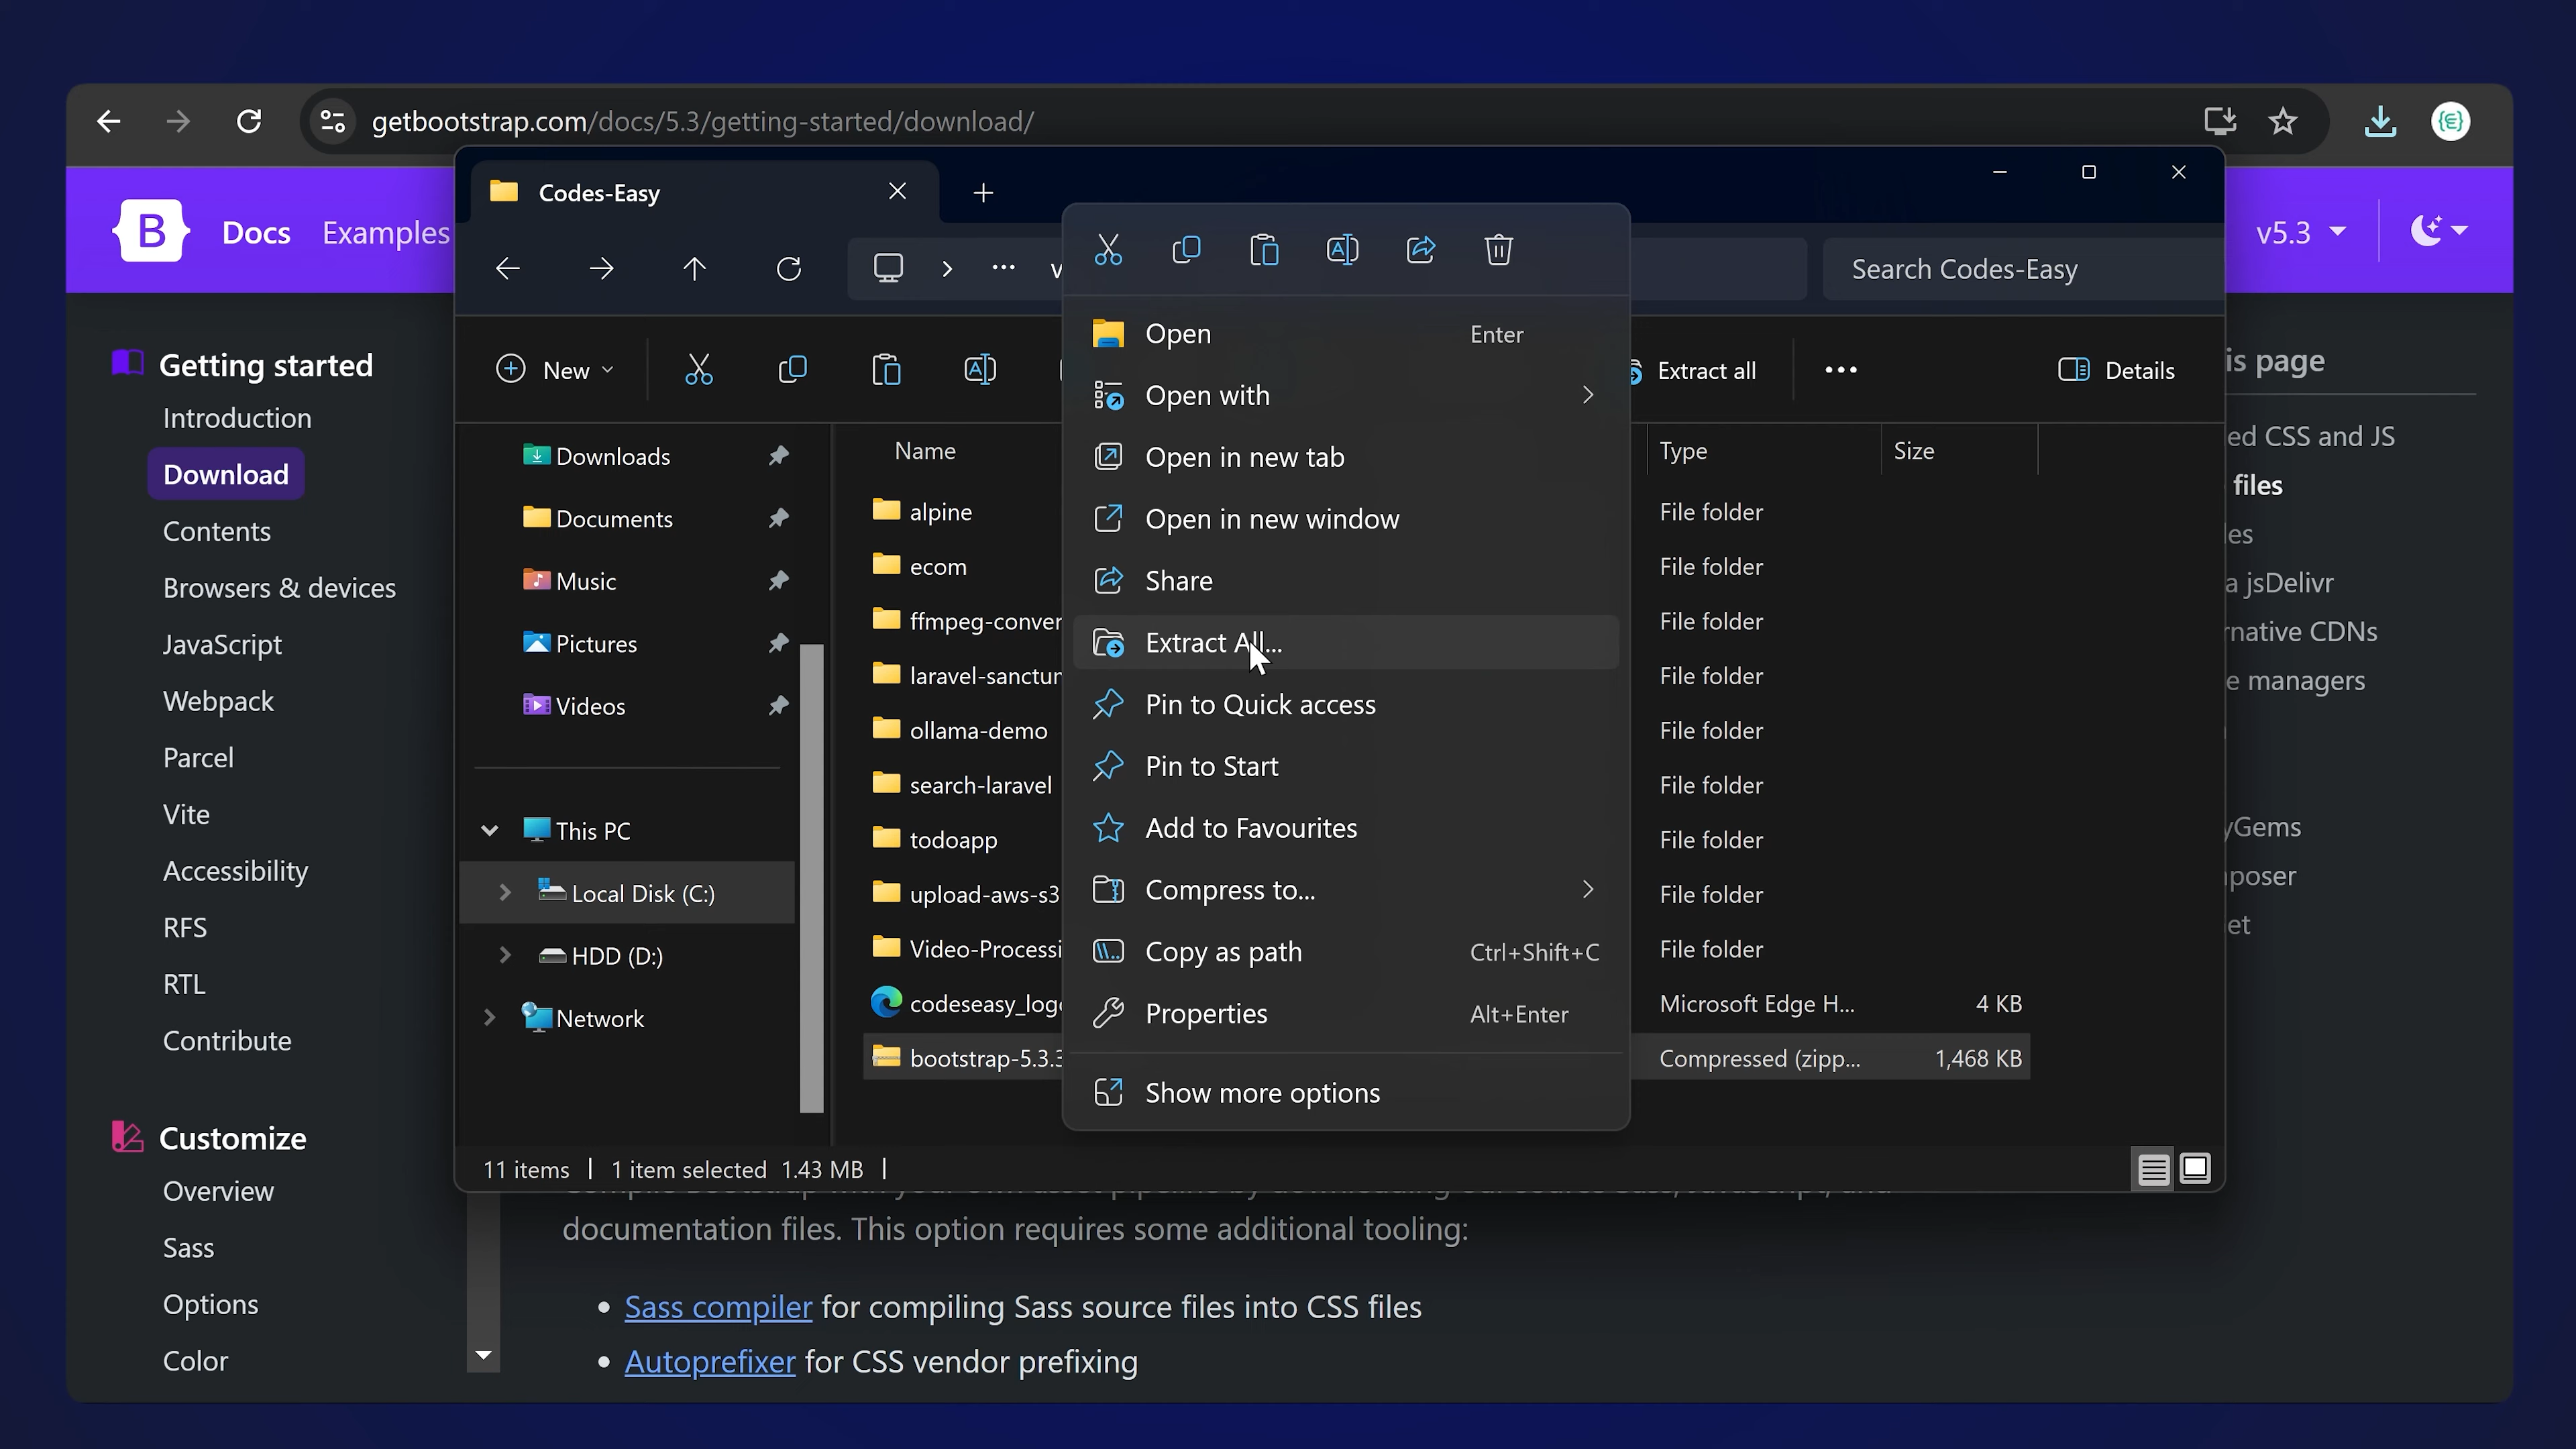 getbootstrap.com/docs/5.3/getting-started/download/
B
Docs
Examples
v5.3
Codes-Easy
Search Codes-Easy
New
Extract all
Details
Getting started
Introduction
Download
Contents
Browsers & devices
JavaScript
Webpack
Parcel
Vite
Accessibility
RFS
RTL
Contribute
Customize
Overview
Sass
Options
Color
Downloads
Documents
Music
Pictures
Videos
This PC
Local Disk (C:)
HDD (D:)
Network
Name
Type
Size
alpine
File folder
ecom
File folder
ffmpeg-conver
File folder
laravel-sanctum
File folder
ollama-demo
File folder
search-laravel
File folder
todoapp
File folder
upload-aws-s3
File folder
Video-Processi
File folder
codeseasy_logo
Microsoft Edge H...
4 KB
bootstrap-5.3.3
Compressed (zipp...
1,468 KB
Open Enter
Open with
Open in new tab
Open in new window
Share
Extract All...
Pin to Quick access
Pin to Start
Add to Favourites
Compress to...
Copy as path Ctrl+Shift+C
Properties Alt+Enter
Show more options
11 items | 1 item selected 1.43 MB |
is page
ed CSS and JS
files
es
a jsDelivr
rnative CDNs
e managers
yGems
poser
et
documentation files. This option requires some additional tooling:
• Sass compiler for compiling Sass source files into CSS files
• Autoprefixer for CSS vendor prefixing